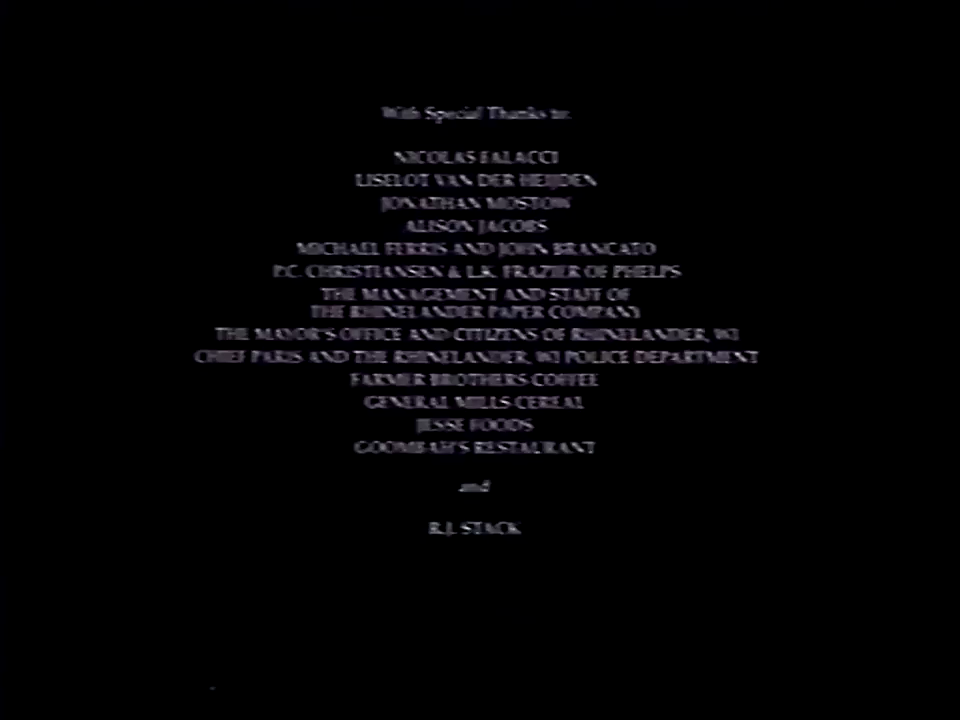 With Special Thanks to:
NICOLAS FALACCI
LISELOT VAN DER HEIJDEN
JONATHAN MOSTOW
ALISON JACOBS
MICHAEL FERRIS AND JOHN BRANCATO
P.C. CHRISTIANSEN & L.K. FRAZIER OF PHELPS
THE MANAGEMENT AND STAFF OF
THE RHINELANDER PAPER COMPANY
THE MAYOR'S OFFICE AND CITIZENS OF RHINELANDER, WI
CHIEF PARIS AND THE RHINELANDER, WI POLICE DEPARTMENT
FARMER BROTHERS COFFEE
GENERAL MILLS CEREAL
JESSE FOODS
GOOMBAH'S RESTAURANT
and
R.J. STACK